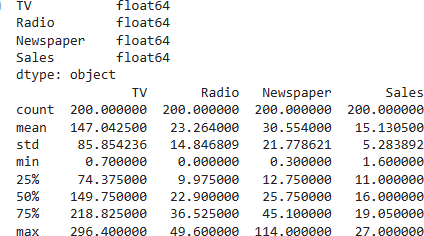 TV float64
Radio float64
Newspaper float64
Sales float64
dtype: object
TV Radio Newspaper Sales
count 200.000000 200.000000 200.000000 200.000000
mean 147.042500 23.264000 30.554000 15.130500
std 85.854236 14.846809 21.778621 5.283892
min 0.700000 0.000000 0.300000 1.600000
25% 74.375000 9.975000 12.750000 11.000000
50% 149.750000 22.900000 25.750000 16.000000
75% 218.825000 36.525000 45.100000 19.050000
max 296.400000 49.600000 114.000000 27.000000